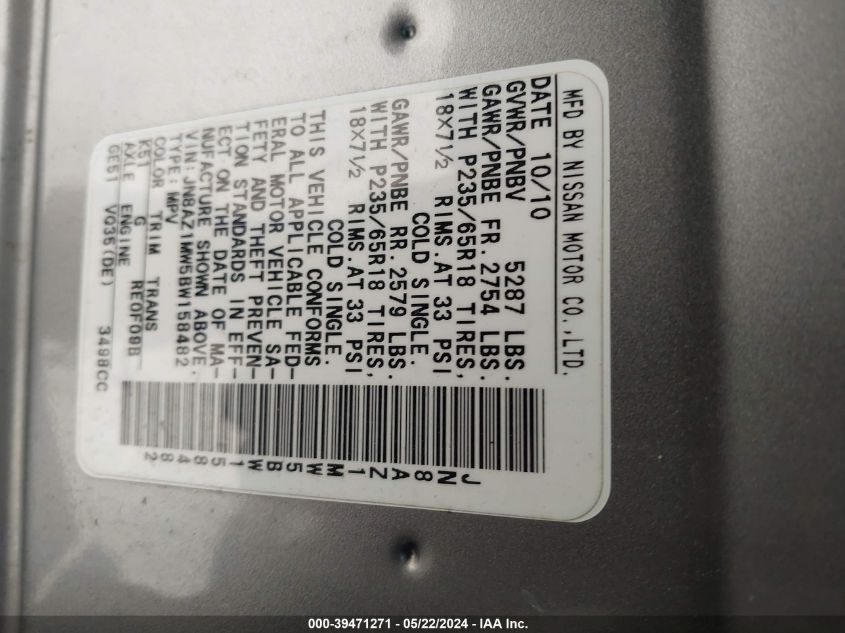 MFD BY NISSAN MOTOR CO.,LTD.
DATE 10/10
GVWR/PNBV 5287 LBS.
GAWR/PNBE FR. 2754 LBS.
WITH P235/65R18 TIRES,
18X7½ RIMS.AT 33 PSI
COLD SINGLE.
GAWR/PNBE RR. 2579 LBS.
WITH P235/65R18 TIRES,
18X7½ RIMS.AT 33 PSI
COLD SINGLE.
THIS VEHICLE CONFORMS
TO ALL APPLICABLE FED-
ERAL MOTOR VEHICLE SA-
FETY AND THEFT PREVEN-
TION STANDARDS IN EFF-
ECT ON THE DATE OF MA-
NUFACTURE SHOWN ABOVE.
VIN:JN8AZ1MW5BW158482
TYPE:MPV
COLOR TRIM TRANS
K51 G RE0F09B
AXLE ENGINE
GE51 VQ35(DE) 3498CC
JN8AZ1MW5BW158482
000-39471271 - 05/22/2024 - IAA Inc.